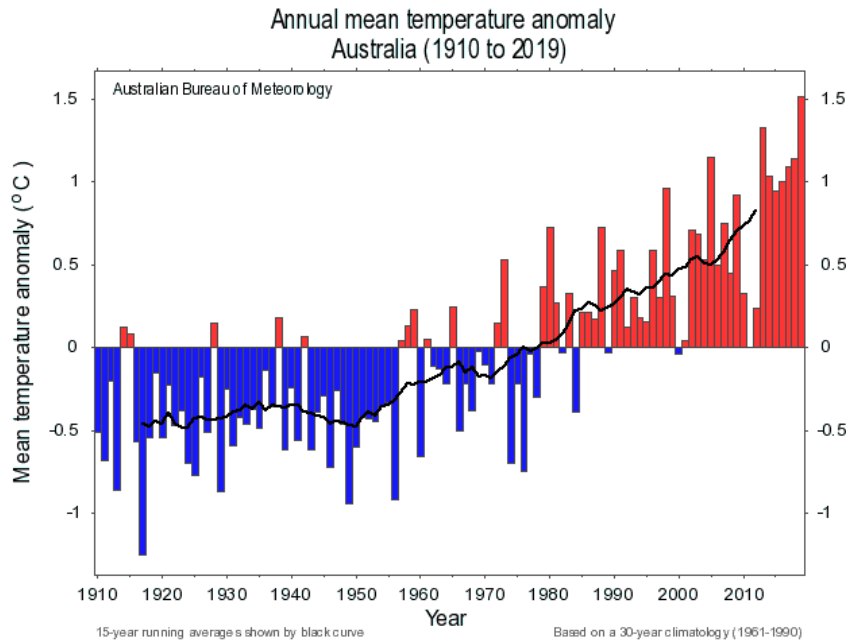 Annual mean temperature anomaly
Australia (1910 to 2019)
Australian Bureau of Meteorology
Mean temperature anomaly (°C)
1.5
1
0.5
0
-0.5
-1
1.5
1
0.5
0
-0.5
-1
1910 1920 1930 1940 1950 1960 1970 1980 1990 2000 2010
Year
15-year running averages shown by black curve
Based on a 30-year climatology (1961-1990)